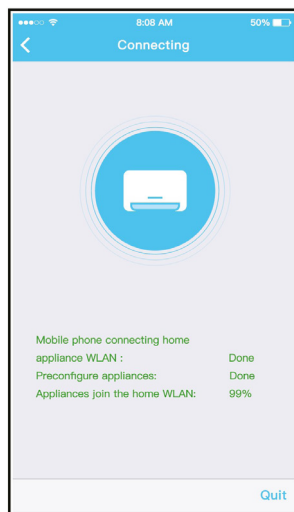 8:08 AM
50%
Connecting
Mobile phone connecting home
appliance WLAN : Done
Preconfigure appliances: Done
Appliances join the home WLAN: 99%
Quit